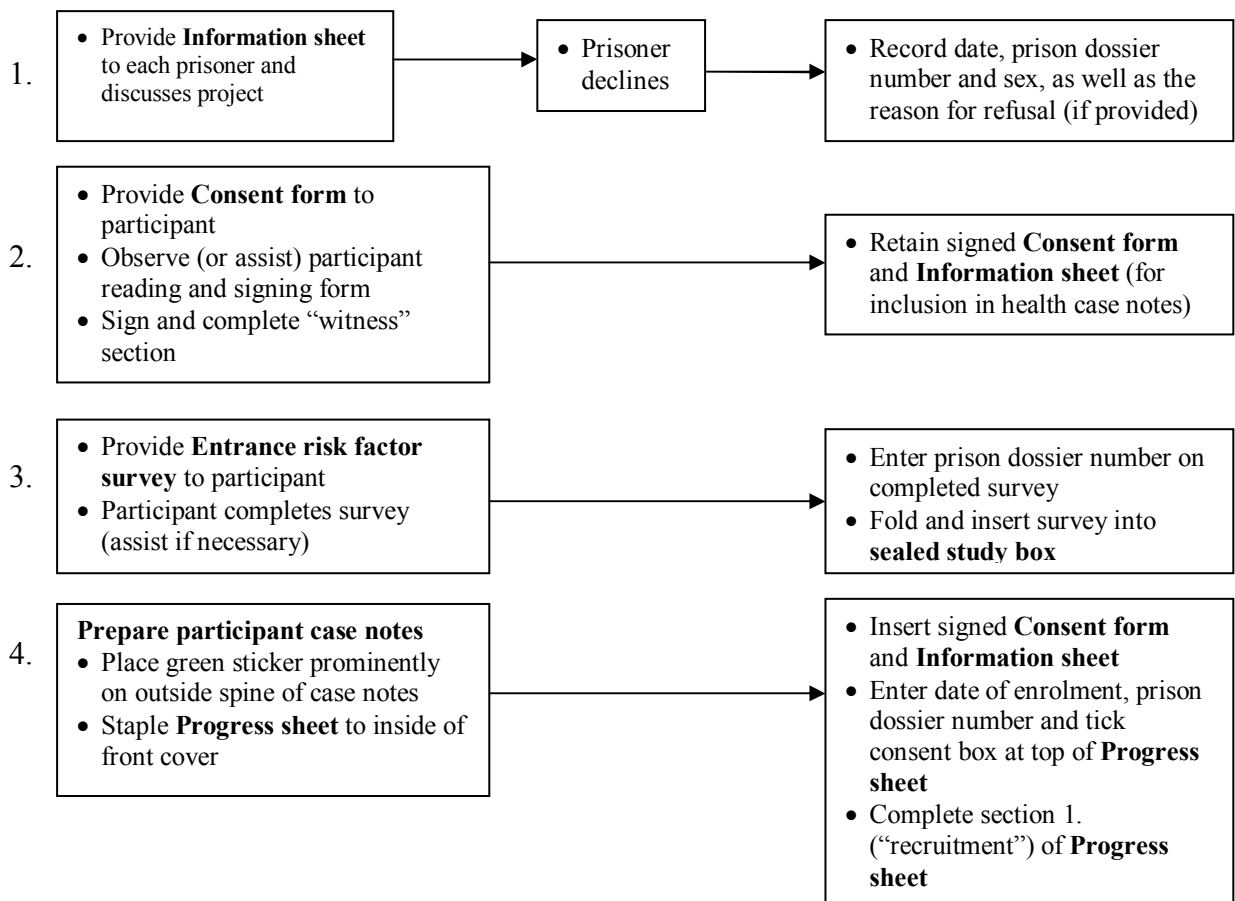 1.
• Provide Information sheet
to each prisoner and
discusses project
• Prisoner
declines
• Record date, prison dossier
number and sex, as well as the
reason for refusal (if provided)
2.
• Provide Consent form to
participant
• Observe (or assist) participant
reading and signing form
• Sign and complete “witness”
section
• Retain signed Consent form
and Information sheet (for
inclusion in health case notes)
3.
• Provide Entrance risk factor
survey to participant
• Participant completes survey
(assist if necessary)
• Enter prison dossier number on
completed survey
• Fold and insert survey into
sealed study box
4.
Prepare participant case notes
• Place green sticker prominently
on outside spine of case notes
• Staple Progress sheet to inside of
front cover
• Insert signed Consent form
and Information sheet
• Enter date of enrolment, prison
dossier number and tick
consent box at top of Progress
sheet
• Complete section 1.
(“recruitment”) of Progress
sheet